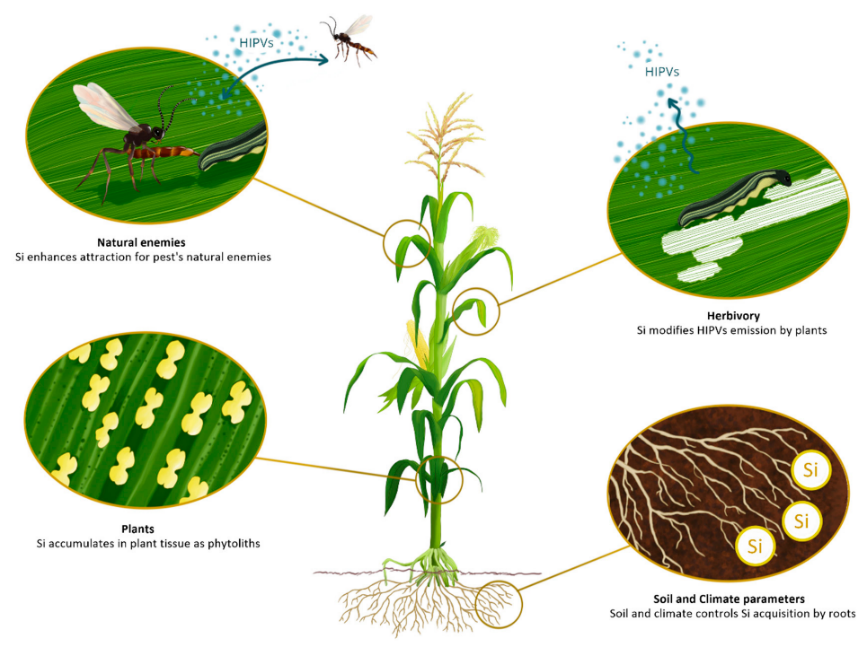 HIPVs
HIPVs
Natural enemies
Si enhances attraction for pest's natural enemies
Herbivory
Si modifies HIPVs emission by plants
Plants
Si accumulates in plant tissue as phytoliths
Si
Si
Si
Soil and Climate parameters
Soil and climate controls Si acquisition by roots